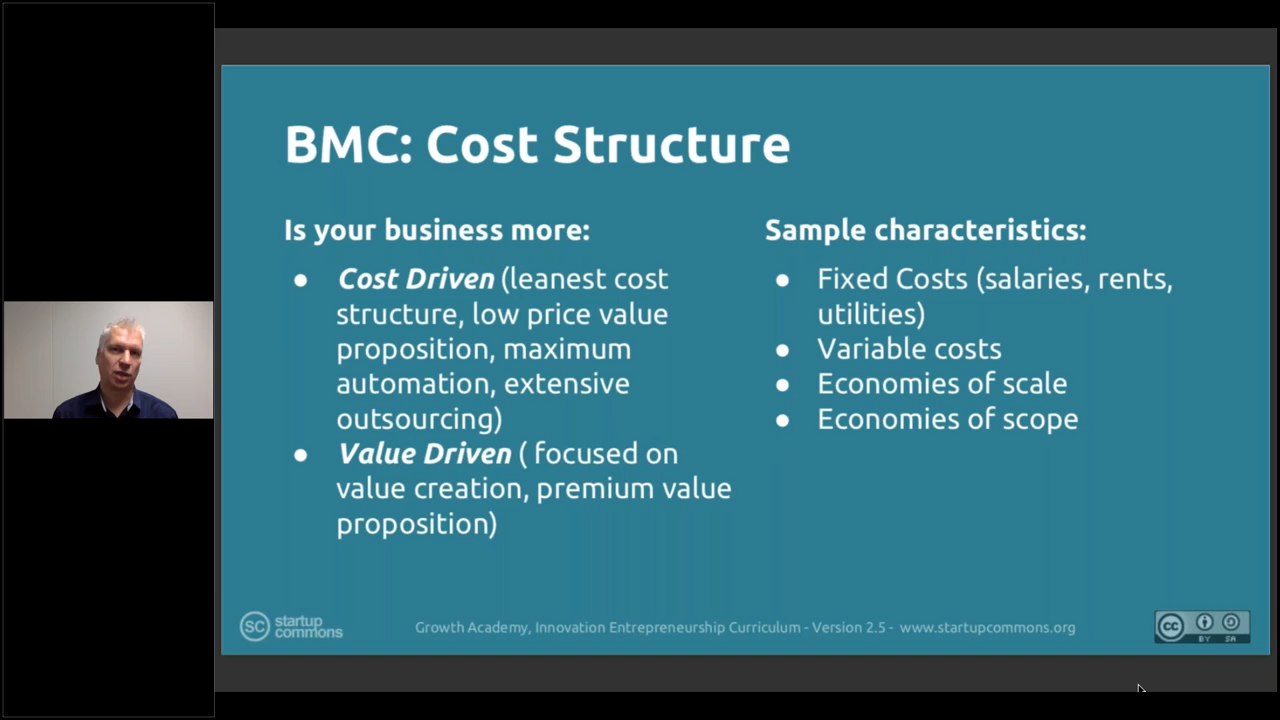 BMC: Cost Structure
Is your business more:
● Cost Driven (leanest cost
structure, low price value
proposition, maximum
automation, extensive
outsourcing)
● Value Driven ( focused on
value creation, premium value
proposition)
Sample characteristics:
● Fixed Costs (salaries, rents,
utilities)
● Variable costs
● Economies of scale
● Economies of scope
SC startup
commons
Growth Academy, Innovation Entrepreneurship Curriculum - Version 2.5 - www.startupcommons.org
cc
BY SA